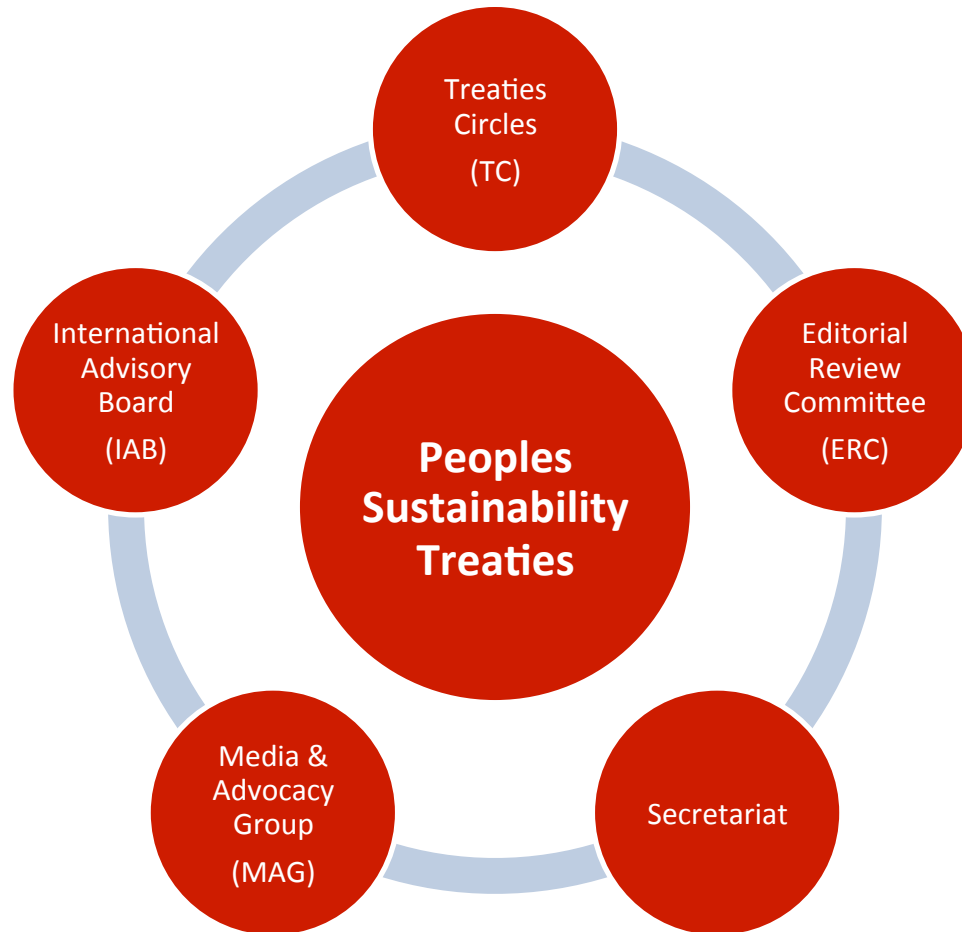 Treaties
Circles
(TC)
Editorial
Review
Committee
(ERC)
Secretariat
Media &
Advocacy
Group
(MAG)
International
Advisory
Board
(IAB)
Peoples
Sustainability
Treaties